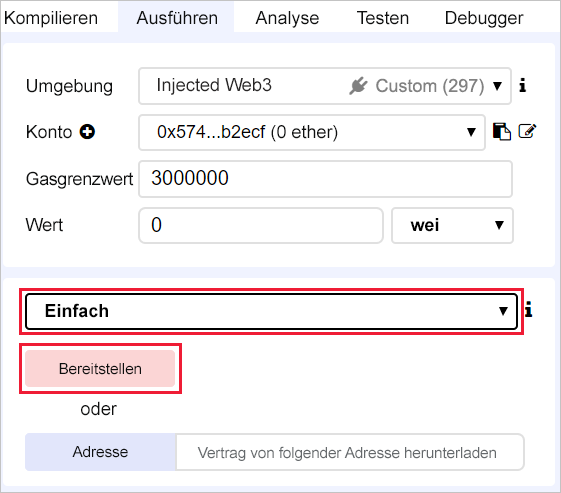 Kompilieren Ausführen Analyse Testen Debugger
Umgebung Injected Web3 Custom (297)
Konto 0x574...b2ecf (0 ether)
Gasgrenzwert 3000000
Wert 0 wei
Einfach
Bereitstellen
oder
Adresse Vertrag von folgender Adresse herunterladen